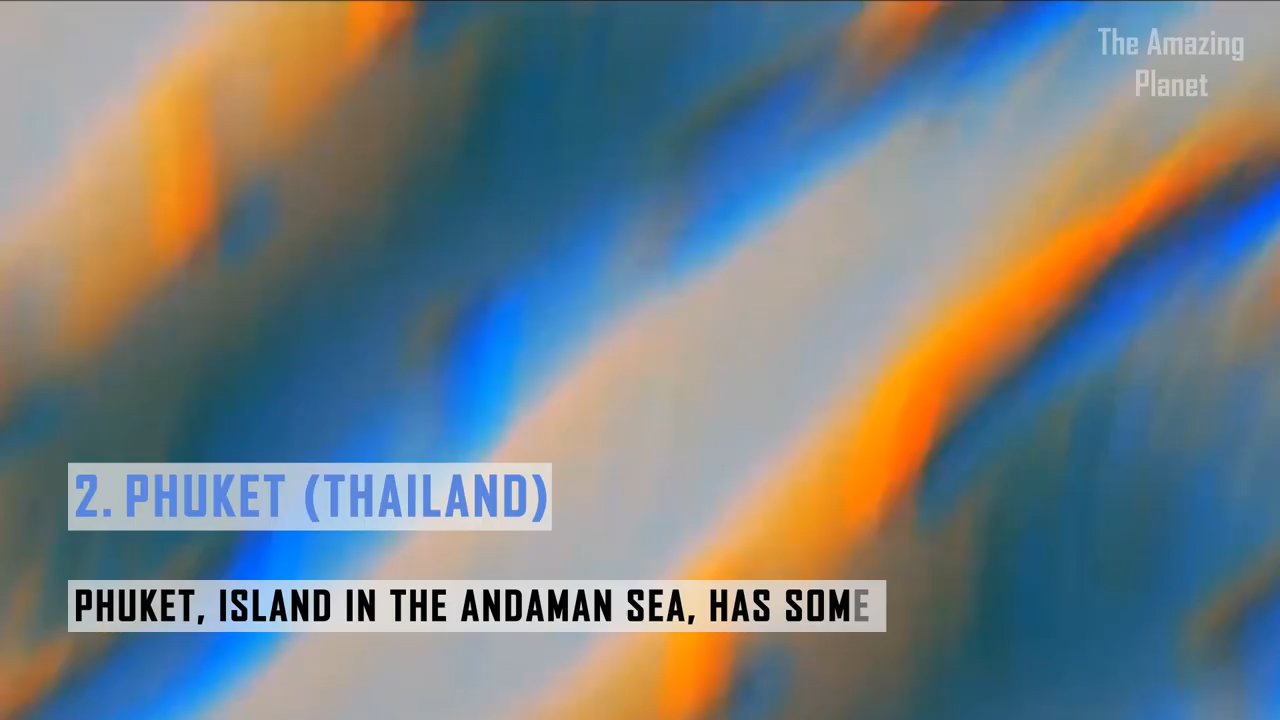 The Amazing
Planet
2. PHUKET (THAILAND)
PHUKET, ISLAND IN THE ANDAMAN SEA, HAS SOME